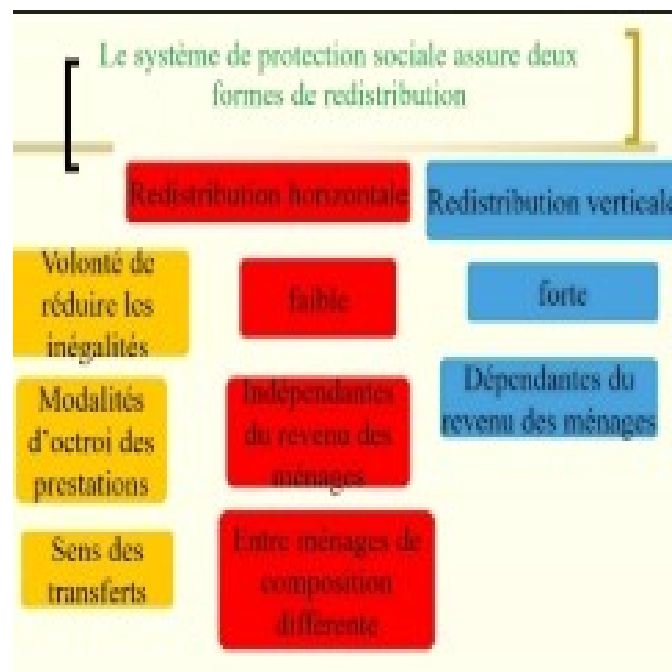 Le système de protection sociale assure deux
formes de redistribution
Redistribution horizontale
Redistribution verticale
Volonté de
réduire les
inégalités
faible
forte
Modalités
d'octroi des
prestations
Indépendantes
du revenu des
ménages
Dépendantes du
revenu des ménages
Sens des
transferts
Entre ménages de
composition
différente